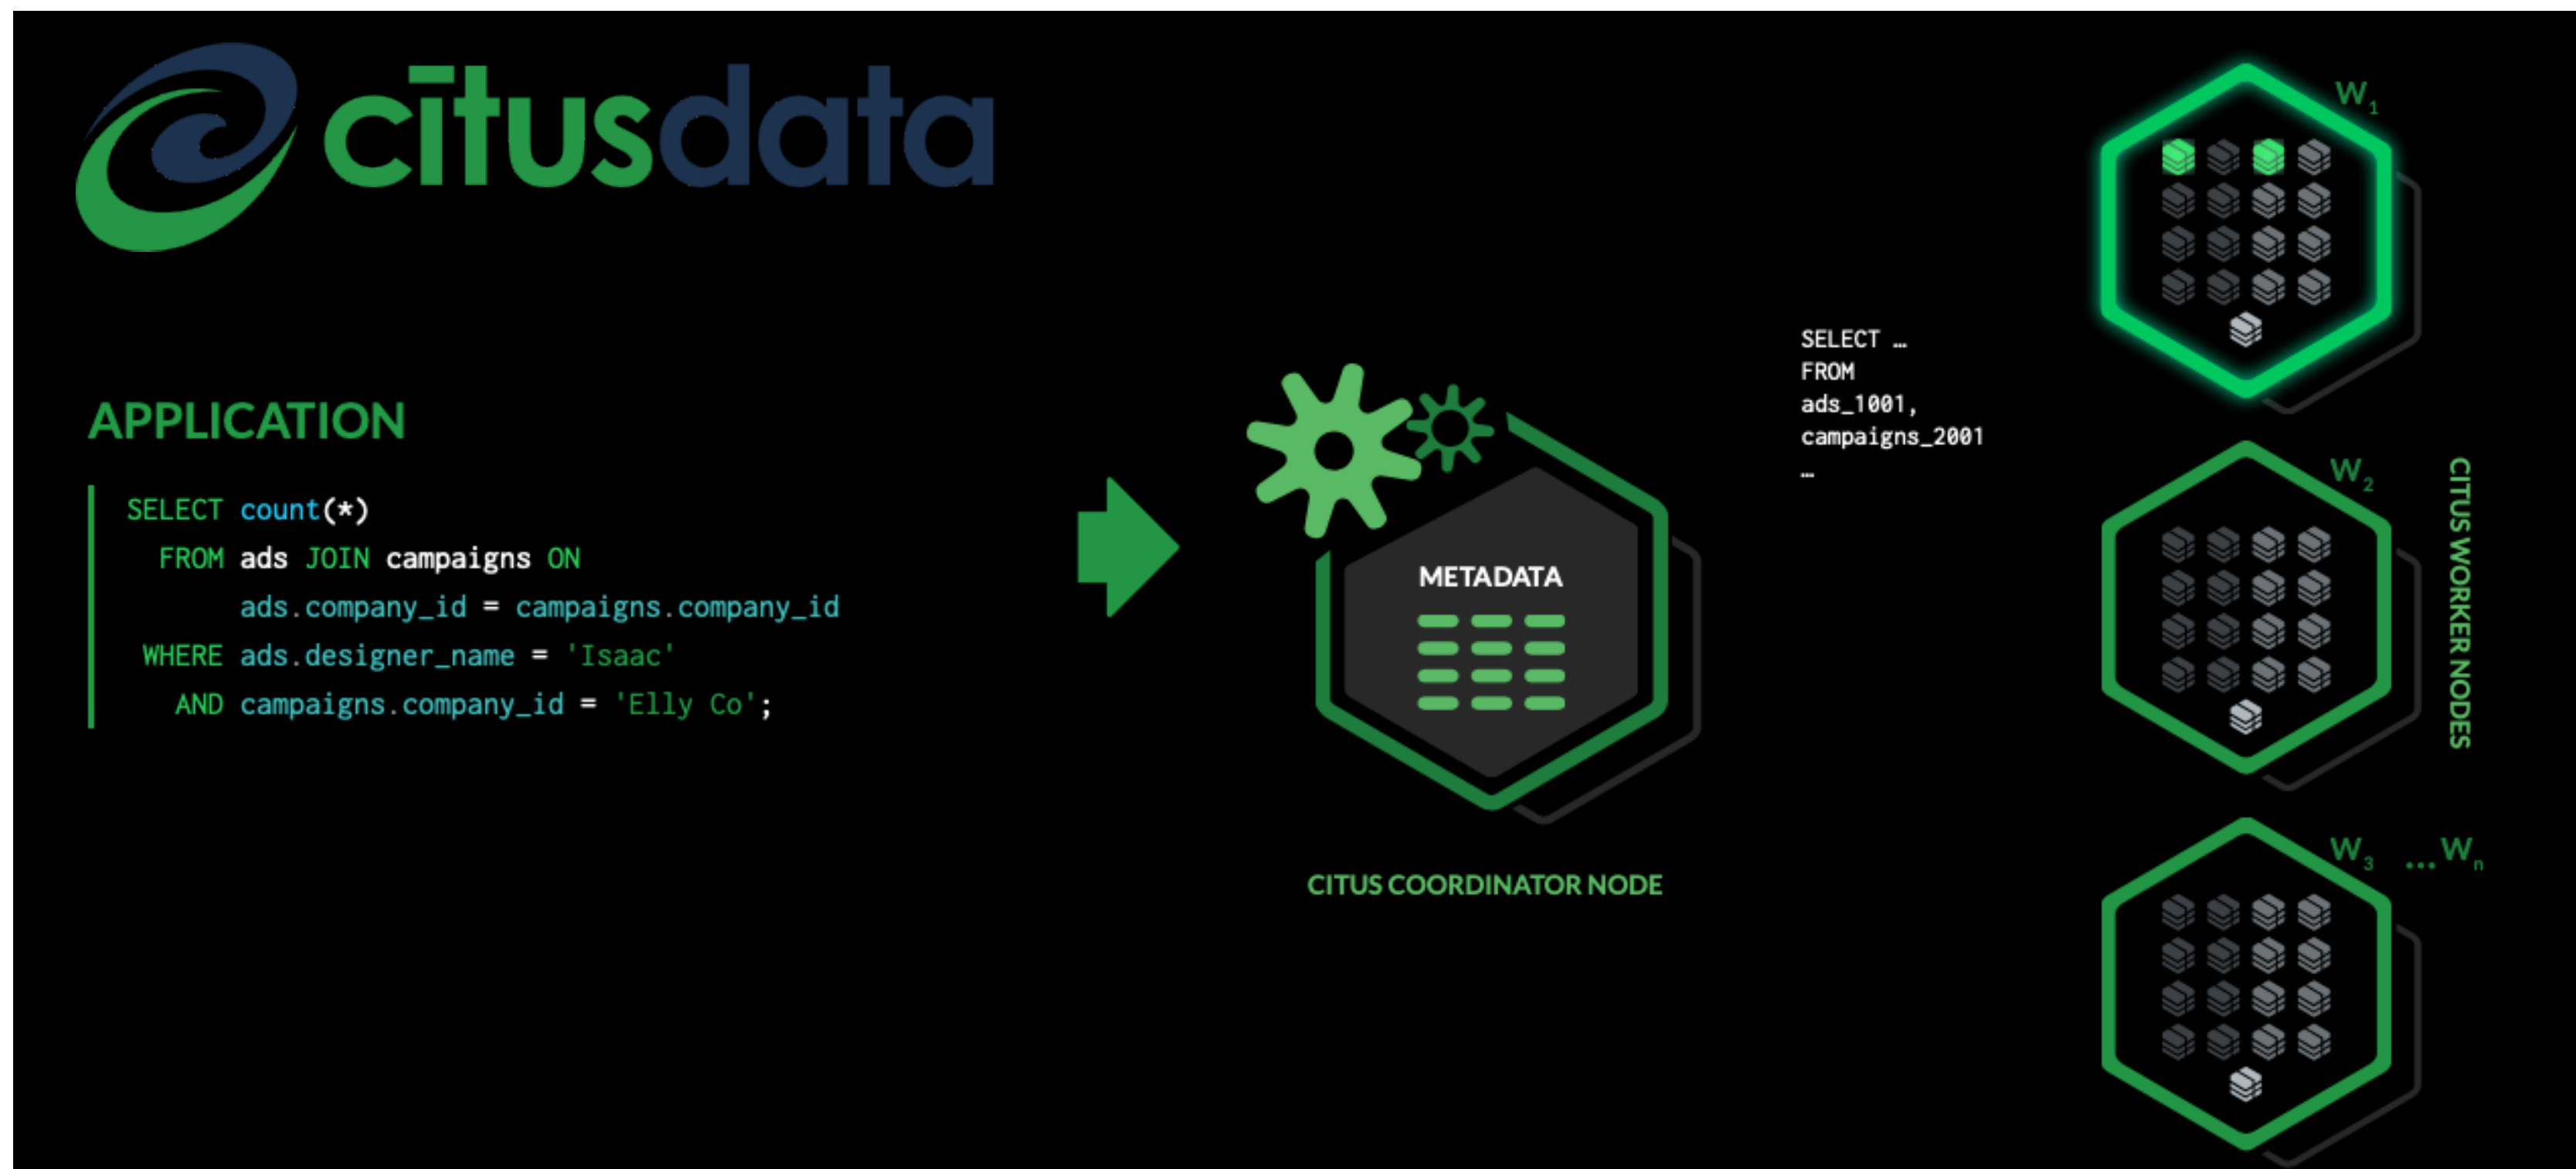 cītusdata
APPLICATION
SELECT count(*)
FROM ads JOIN campaigns ON
ads.company_id = campaigns.company_id
WHERE ads.designer_name = 'Isaac'
AND campaigns.company_id = 'Elly Co';
METADATA
CITUS COORDINATOR NODE
SELECT …
FROM
ads_1001,
campaigns_2001
…
W₁
W₂
W₃ …Wₙ
CITUS WORKER NODES